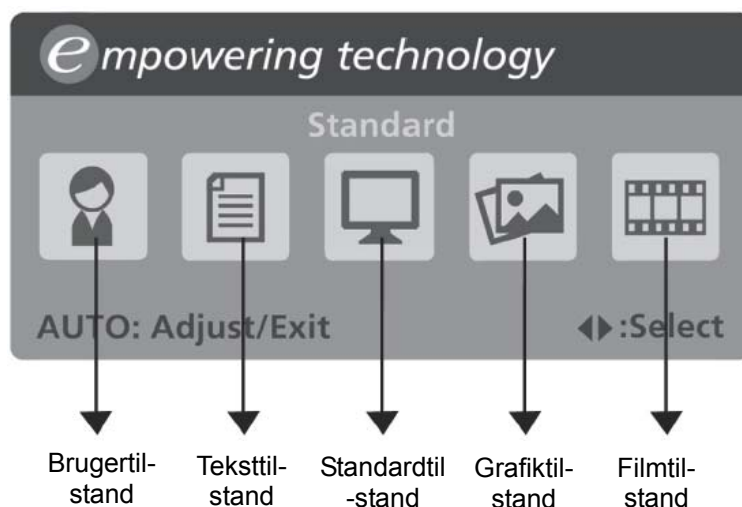 empowering technology
Standard
AUTO: Adjust/Exit ◀▶:Select
Brugertil-
stand
Teksttil-
stand
Standardtil
-stand
Grafiktil-
stand
Filmtil-
stand